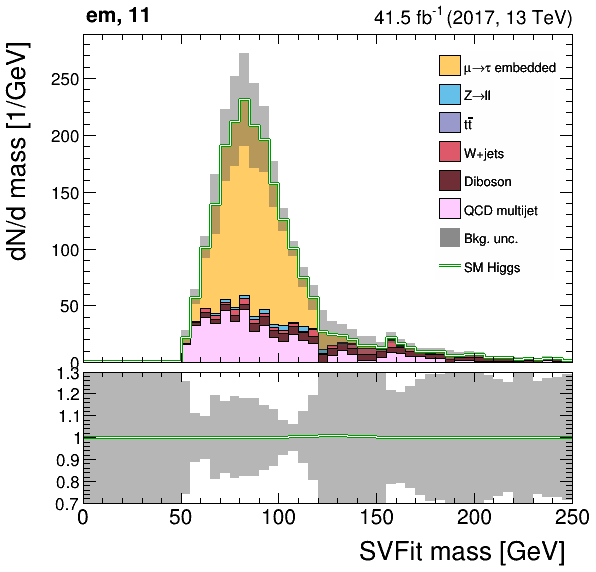 em, 11
41.5 fb⁻¹ (2017, 13 TeV)
dN/d mass [1/GeV]
250
200
150
100
50
0
μ→τ embedded
Z→ll
tt̅
W+jets
Diboson
QCD multijet
Bkg. unc.
SM Higgs
1.3
1.2
1.1
1
0.9
0.8
0.7
0 50 100 150 200 250
SVFit mass [GeV]